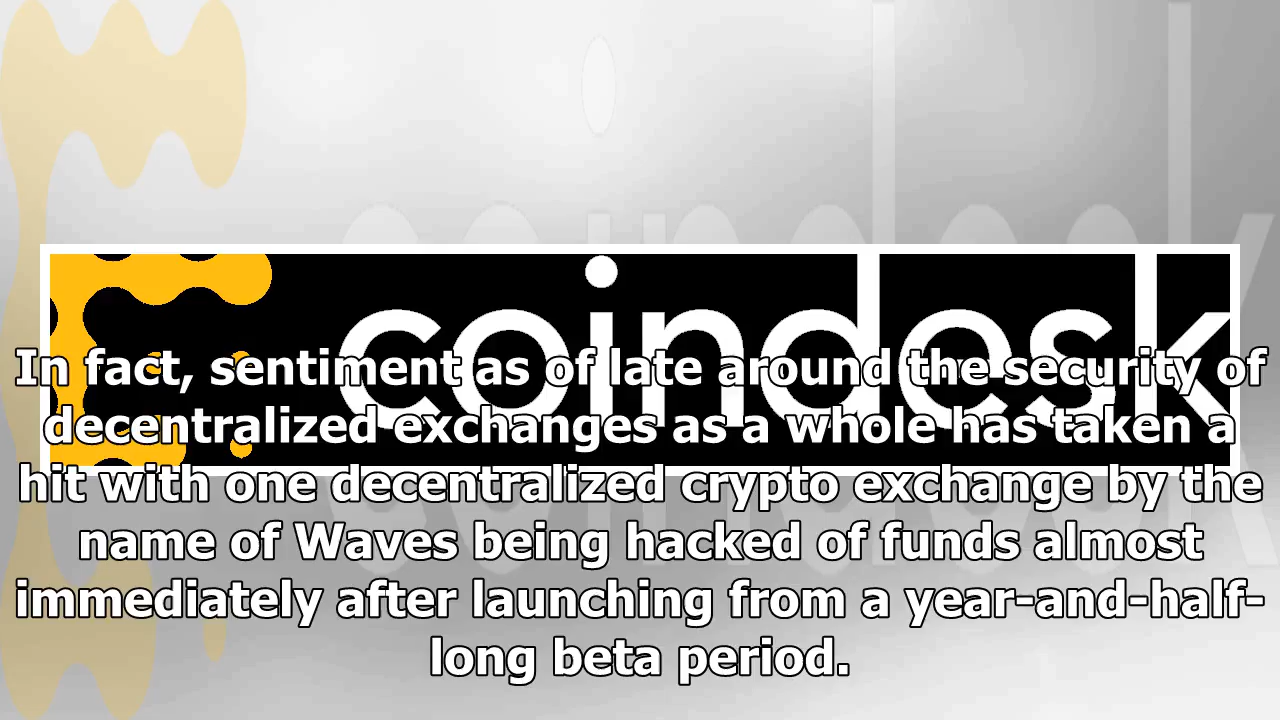 coindesk
In fact, sentiment as of late around the security of
decentralized exchanges as a whole has taken a
hit with one decentralized crypto exchange by the
name of Waves being hacked of funds almost
immediately after launching from a year-and-half-
long beta period.